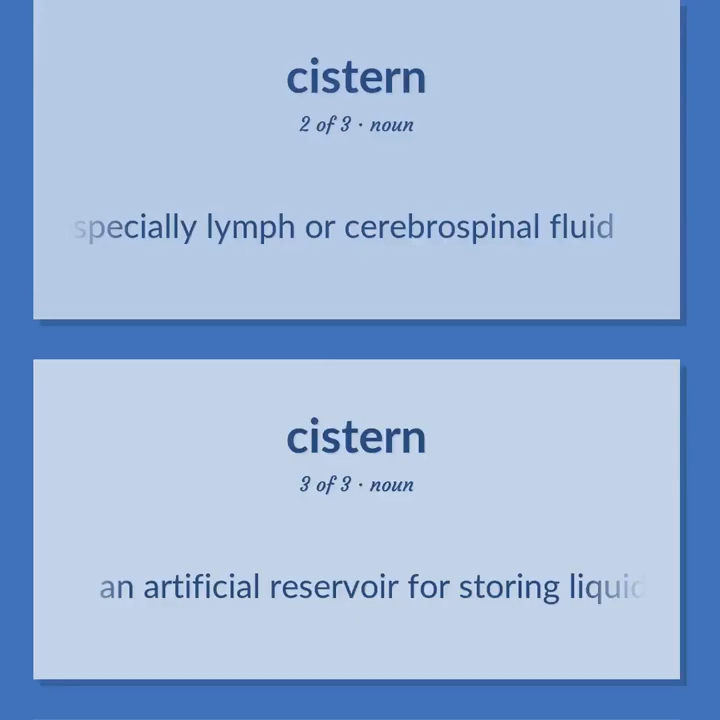 cistern
2 of 3 · noun
specially lymph or cerebrospinal fluid
cistern
3 of 3 · noun
an artificial reservoir for storing liquid